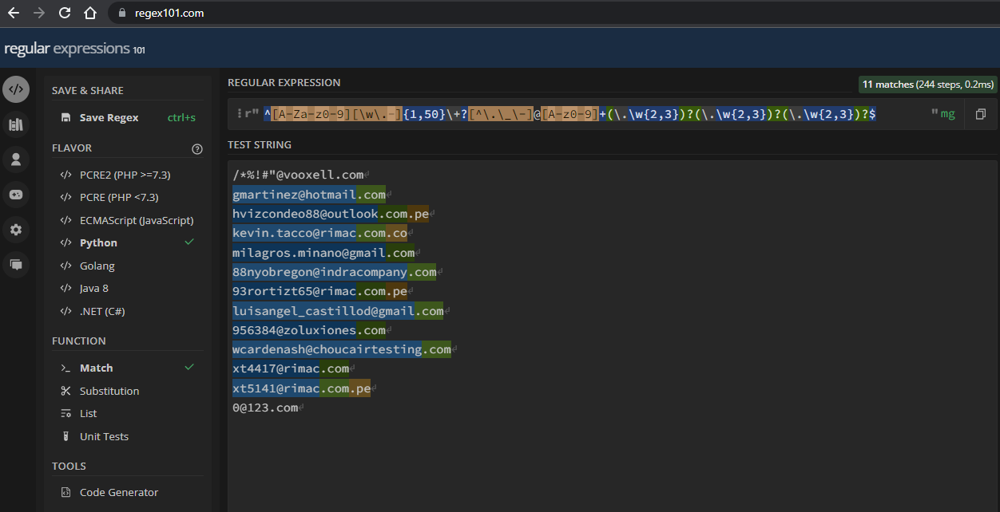 regex101.com
regular expressions 101
SAVE & SHARE
Save Regex ctrl+s
FLAVOR
PCRE2 (PHP >=7.3)
PCRE (PHP <7.3)
ECMAScript (JavaScript)
Python
Golang
Java 8
.NET (C#)
FUNCTION
Match
Substitution
List
Unit Tests
TOOLS
Code Generator
REGULAR EXPRESSION
11 matches (244 steps, 0.2ms)
r" ^[A-Za-z0-9][\w\.-]{1,50}\+?[^\.\_\-]@[A-z0-9]+(\.\w{2,3})?(\.\w{2,3})?(\.\w{2,3})?$ " mg
TEST STRING
/*%!#"@vooxell.com
gmartinez@hotmail.com
hvizcondeo88@outlook.com.pe
kevin.tacco@rimac.com.co
milagros.minano@gmail.com
88nyobregon@indracompany.com
93rortizt65@rimac.com.pe
luisangel_castillod@gmail.com
956384@zoluxiones.com
wcardenash@choucairtesting.com
xt4417@rimac.com
xt5141@rimac.com.pe
0@123.com